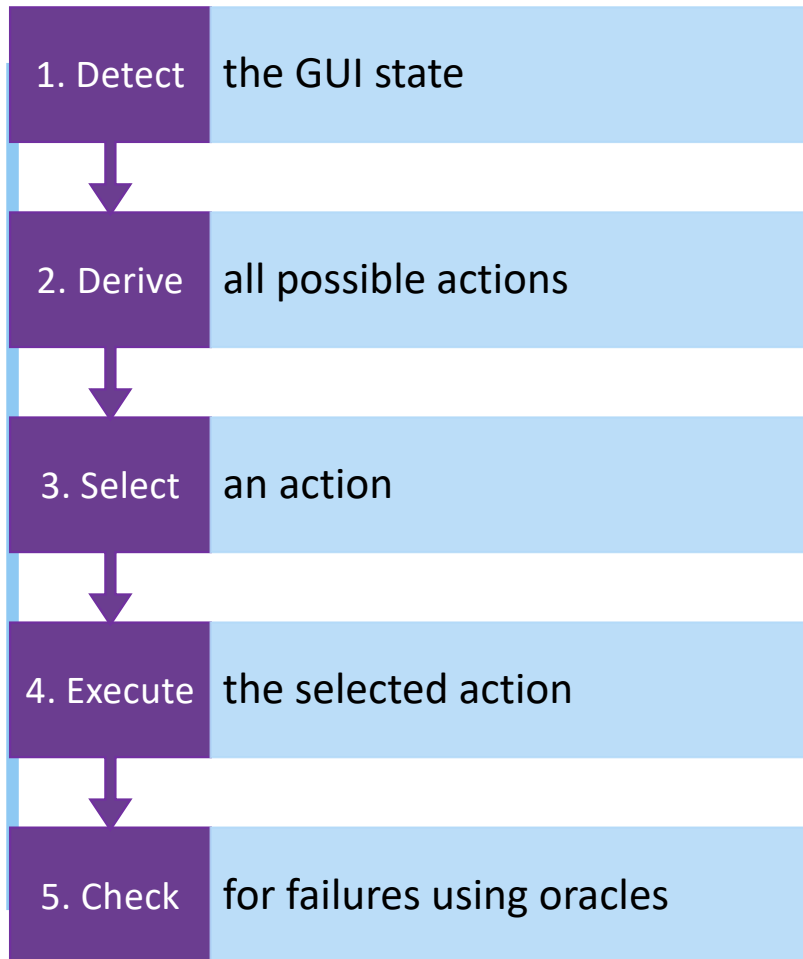 1. Detect the GUI state
2. Derive all possible actions
3. Select an action
4. Execute the selected action
5. Check for failures using oracles